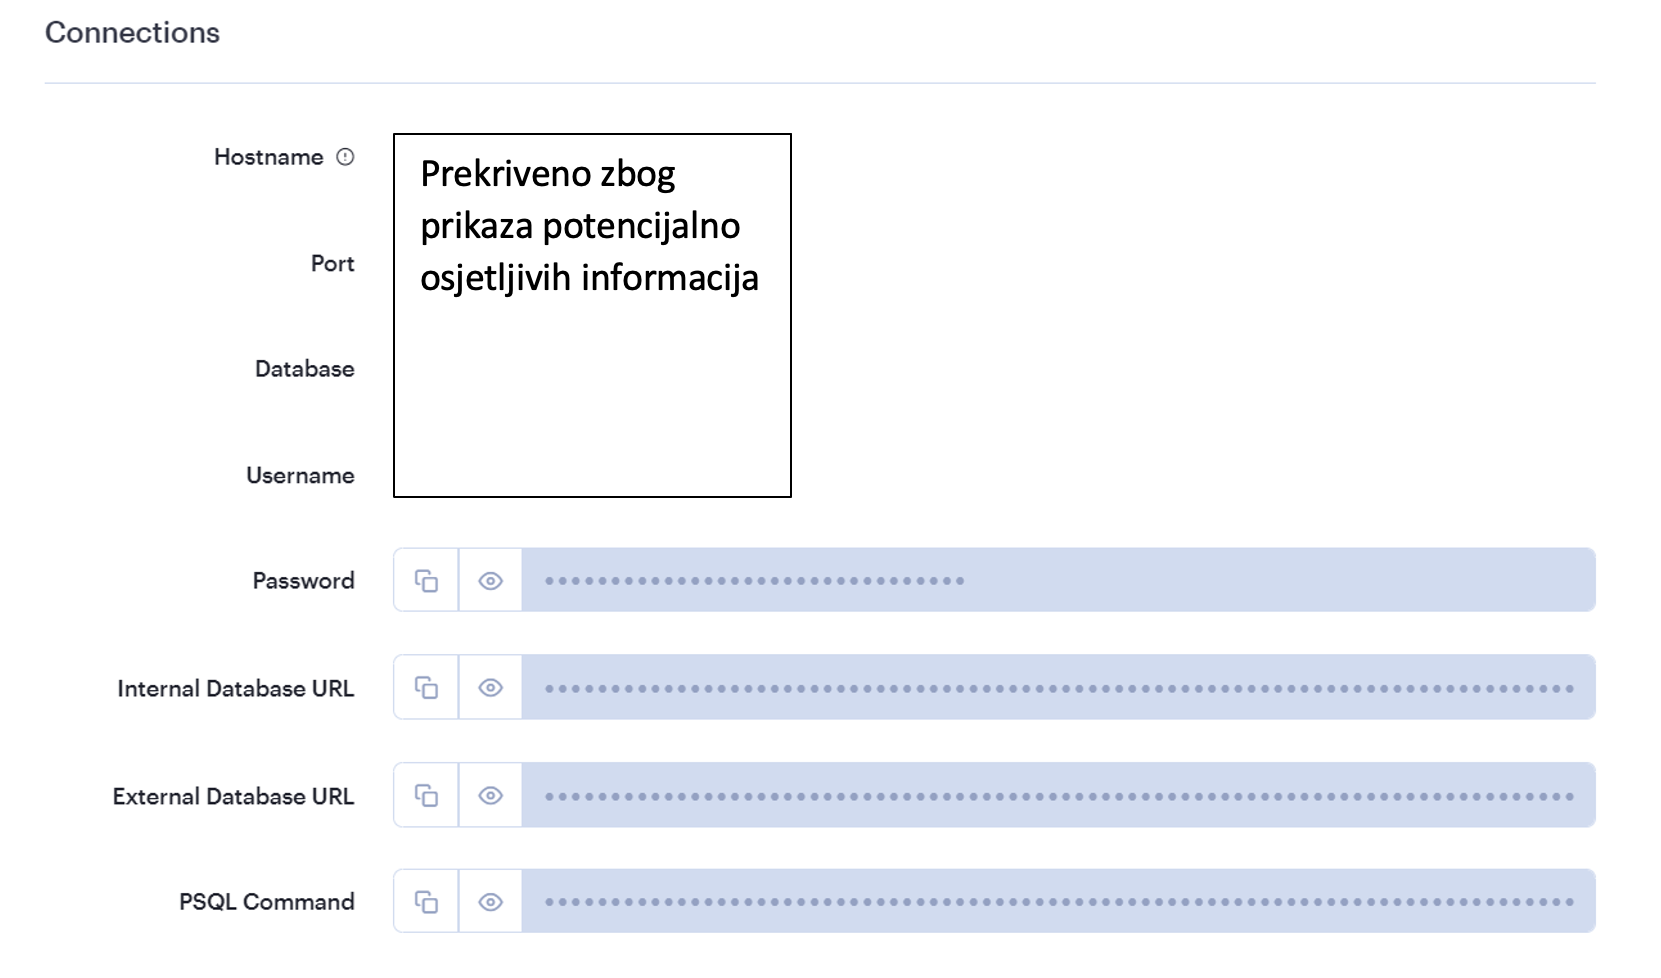 Connections
Hostname
Prekriveno zbog
prikaza potencijalno
osjetljivih informacija
Port
Database
Username
Password
Internal Database URL
External Database URL
PSQL Command